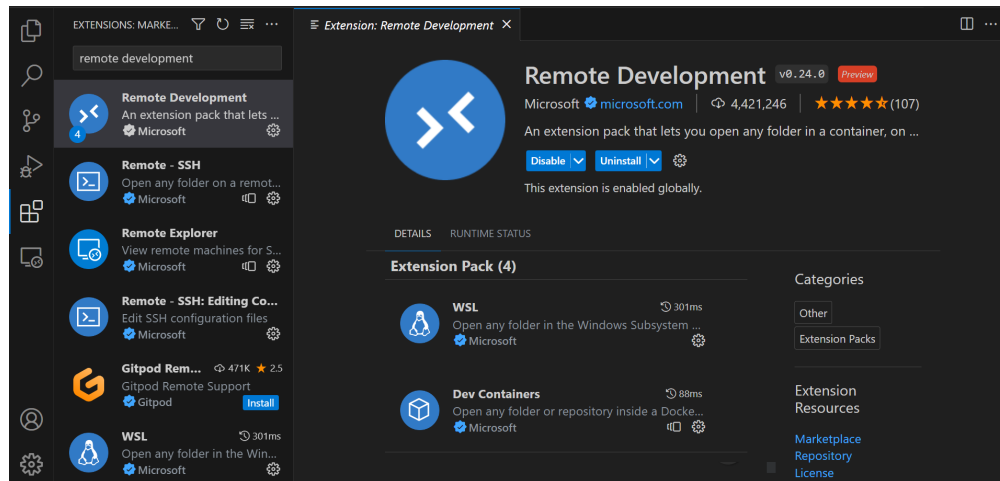 EXTENSIONS: MARKE...
remote development
Remote Development
An extension pack that lets ...
Microsoft
4
Remote - SSH
Open any folder on a remot...
Microsoft
Remote Explorer
View remote machines for S...
Microsoft
Remote - SSH: Editing Co...
Edit SSH configuration files
Microsoft
Gitpod Rem... 471K 2.5
Gitpod Remote Support
Gitpod Install
WSL 301ms
Open any folder in the Win...
Microsoft
Extension: Remote Development
Remote Development v0.24.0 Preview
Microsoft microsoft.com 4,421,246 (107)
An extension pack that lets you open any folder in a container, on ...
Disable Uninstall
This extension is enabled globally.
DETAILS RUNTIME STATUS
Extension Pack (4)
WSL 301ms
Open any folder in the Windows Subsystem ...
Microsoft
Dev Containers 88ms
Open any folder or repository inside a Docke...
Microsoft
Categories
Other
Extension Packs
Extension
Resources
Marketplace
Repository
License